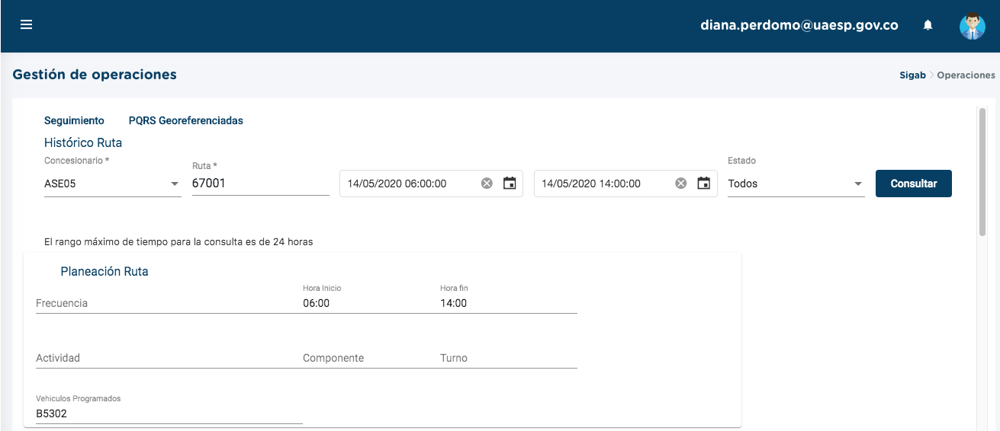 diana.perdomo@uaesp.gov.co
Gestión de operaciones
Sigab > Operaciones
Seguimiento PQRS Georeferenciadas
Histórico Ruta
Concesionario * Ruta * Estado
ASE05 67001 14/05/2020 06:00:00 14/05/2020 14:00:00 Todos Consultar
El rango máximo de tiempo para la consulta es de 24 horas
Planeación Ruta
Hora Inicio Hora fin
Frecuencia 06:00 14:00
Actividad Componente Turno
Vehiculos Programados
B5302